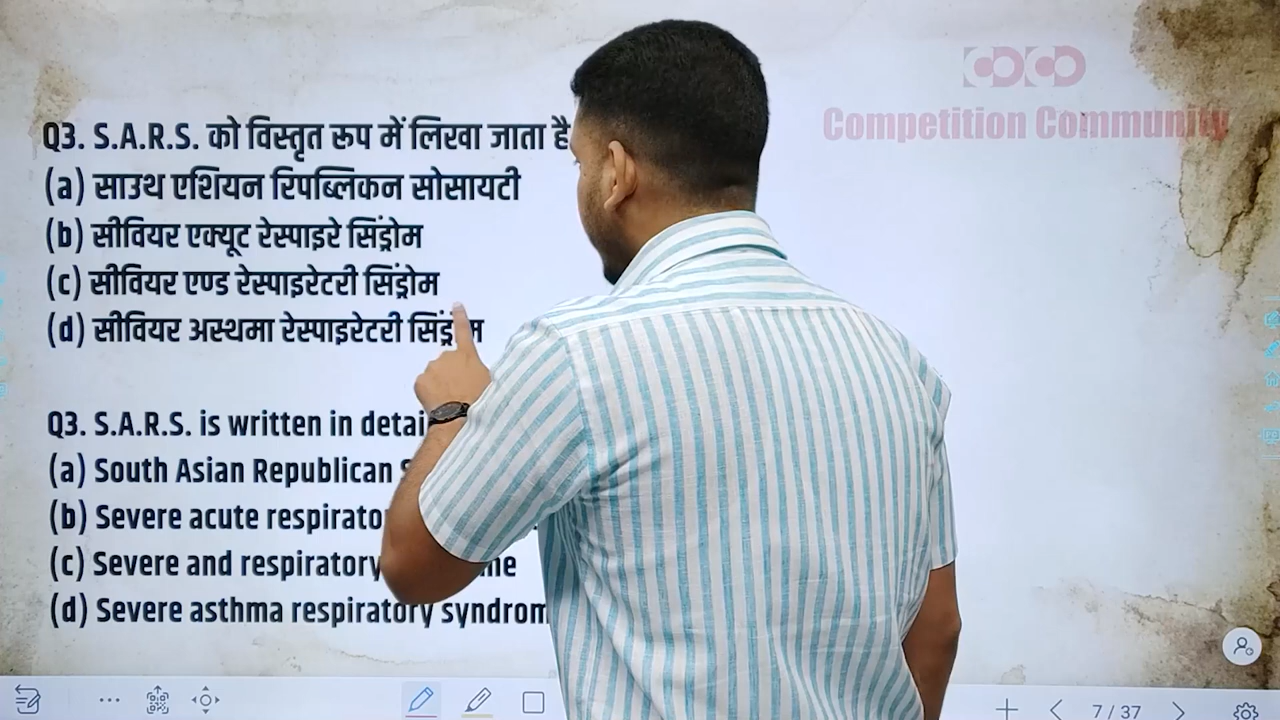 Competition Community
Q3. S.A.R.S. को विस्तृत रूप में लिखा जाता है
(a) साउथ एशियन रिपब्लिकन सोसायटी
(b) सीवियर एक्यूट रेस्पाइरे सिंड्रोम
(c) सीवियर एण्ड रेस्पाइरेटरी सिंड्रोम
(d) सीवियर अस्थमा रेस्पाइरेटरी सिंड्रोम
Q3. S.A.R.S. is written in
(a) South Asian Republican
(b) Severe acute
(c) Severe and respiratory
(d) Severe asthma respiratory
7 / 37